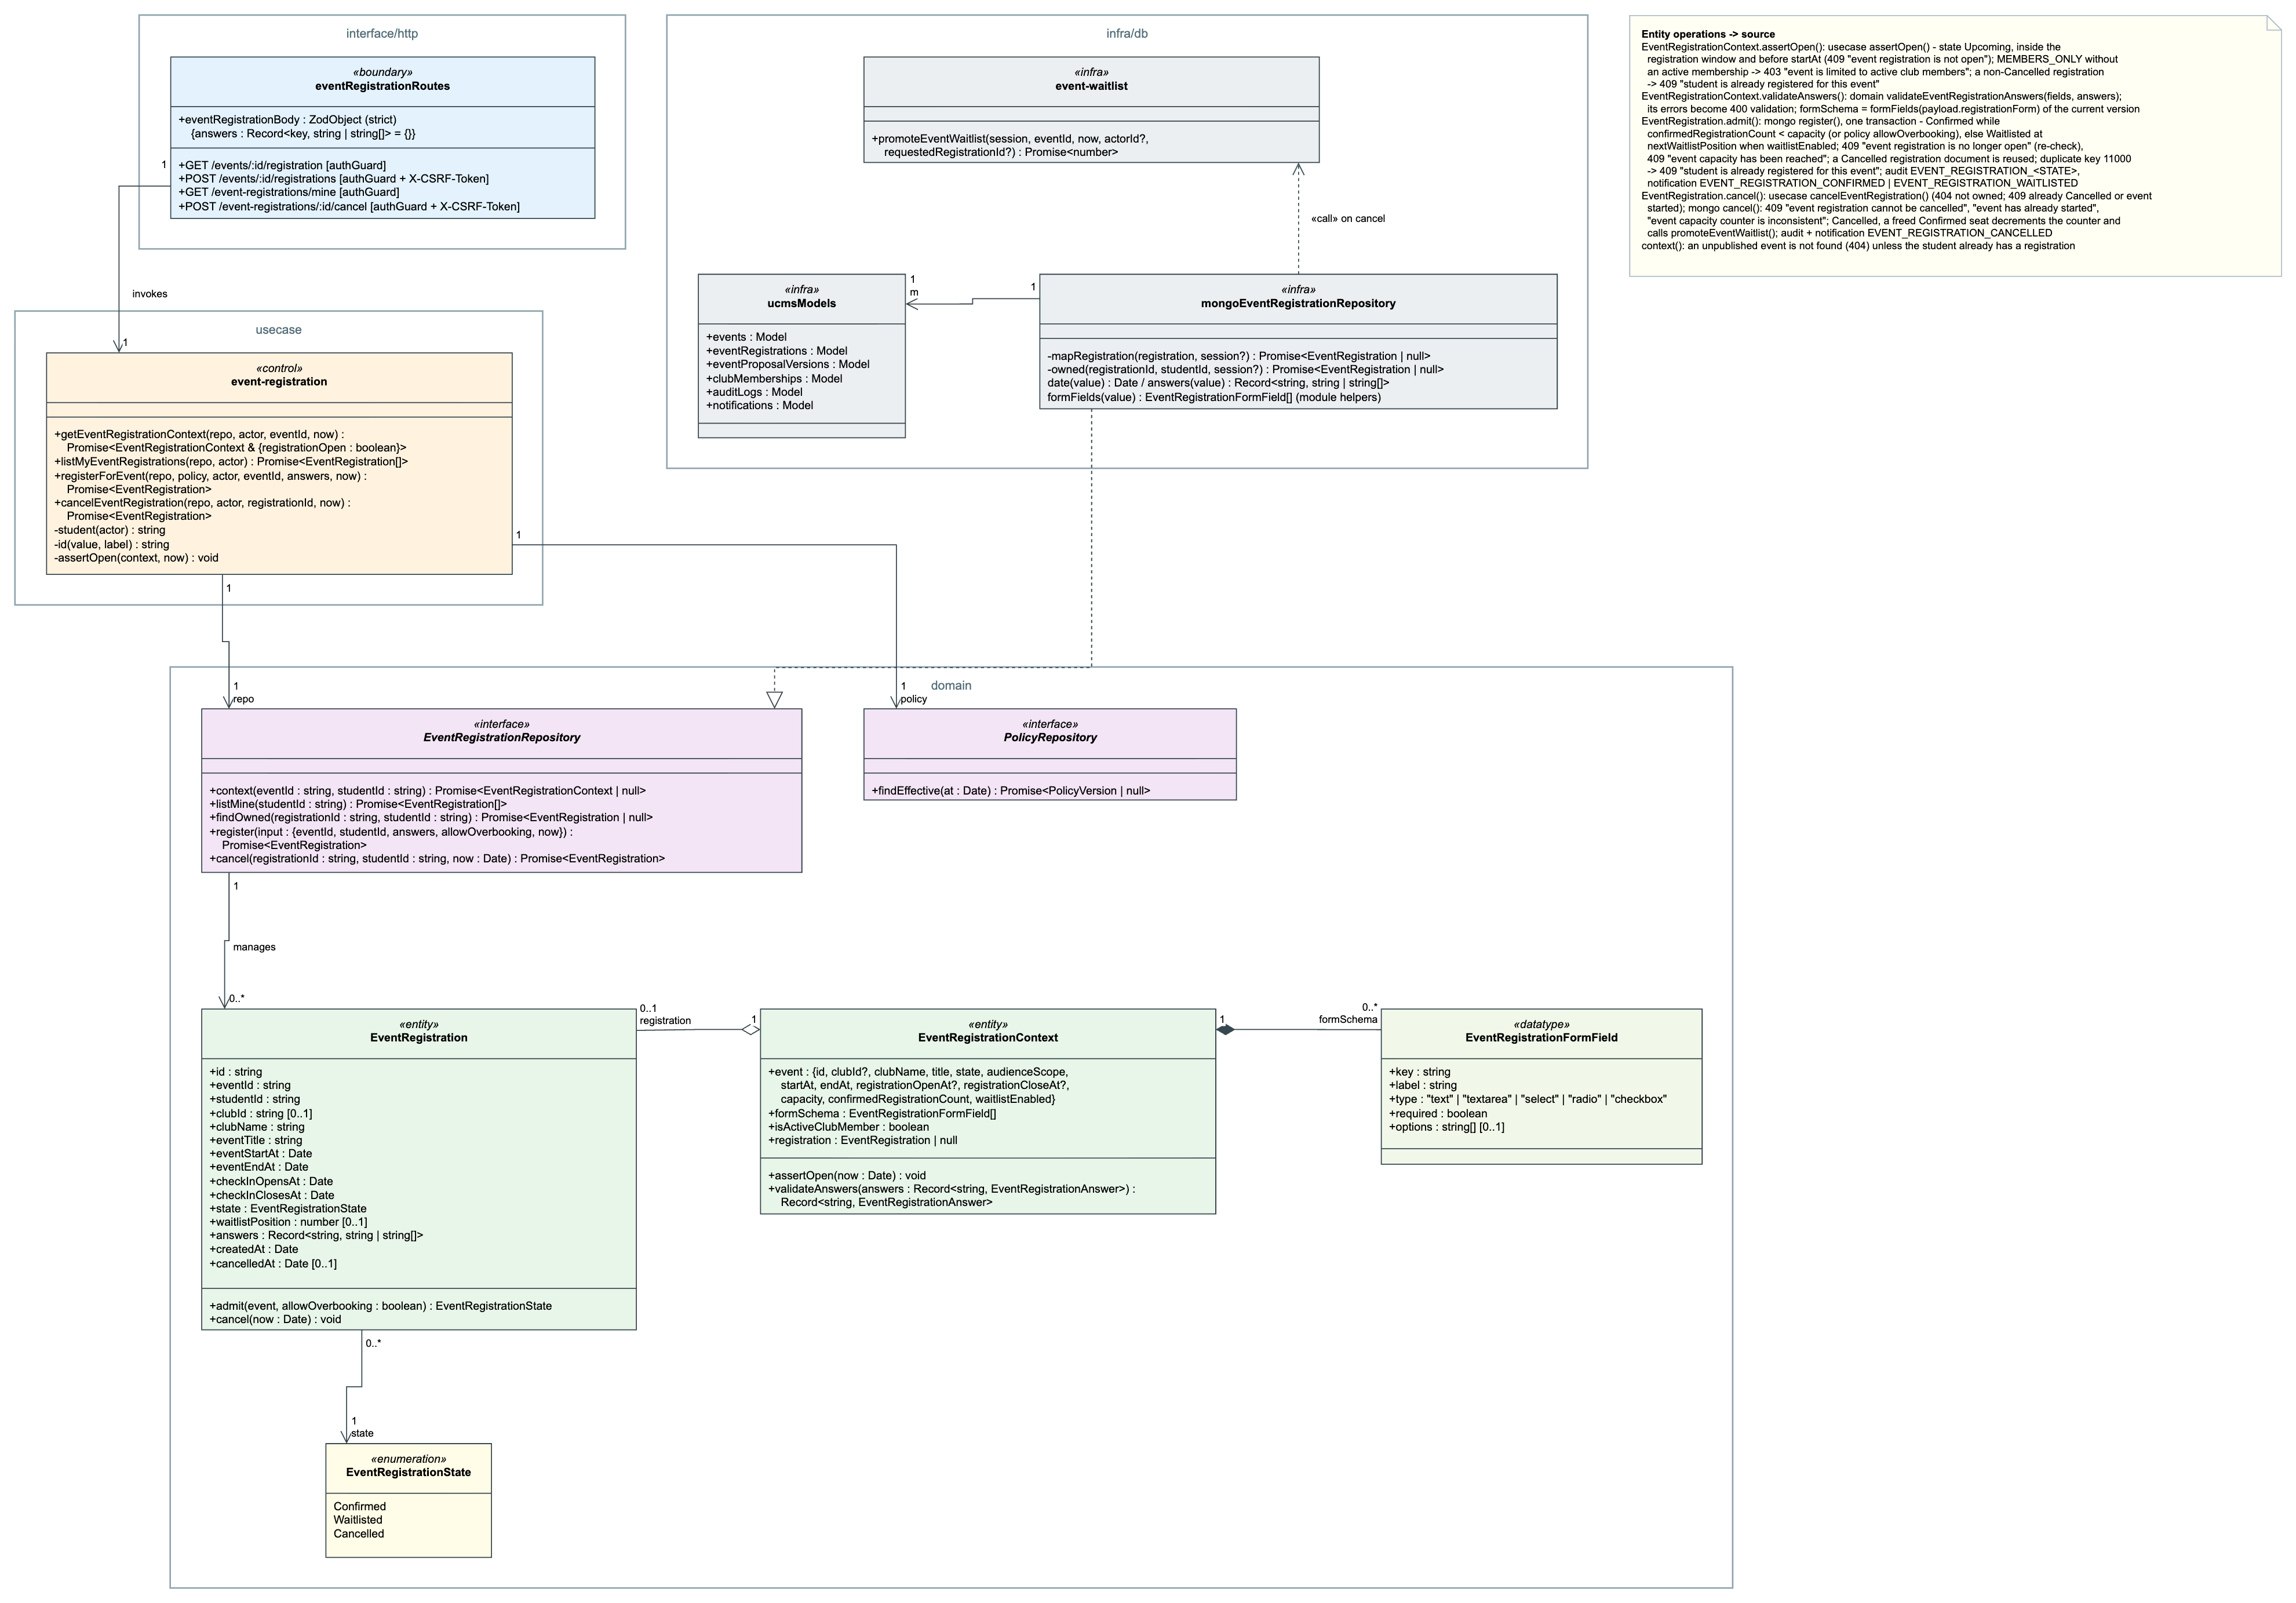 interface/http
«boundary»
eventRegistrationRoutes
+eventRegistrationBody : ZodObject (strict)
{answers : Record<key, string | string[]> = {}}
+GET /events/:id/registration [authGuard]
+POST /events/:id/registrations [authGuard + X-CSRF-Token]
+GET /event-registrations/mine [authGuard]
+POST /event-registrations/:id/cancel [authGuard + X-CSRF-Token]
1
invokes
1
infra/db
«infra»
event-waitlist
+promoteEventWaitlist(session, eventId, now, actorId?,
requestedRegistrationId?) : Promise<number>
«call» on cancel
«infra»
ucmsModels
+events : Model
+eventRegistrations : Model
+eventProposalVersions : Model
+clubMemberships : Model
+auditLogs : Model
+notifications : Model
1
m
1
«infra»
mongoEventRegistrationRepository
-mapRegistration(registration, session?) : Promise<EventRegistration | null>
-owned(registrationId, studentId, session?) : Promise<EventRegistration | null>
date(value) : Date / answers(value) : Record<string, string | string[]>
formFields(value) : EventRegistrationFormField[] (module helpers)
Entity operations -> source
EventRegistrationContext.assertOpen(): usecase assertOpen() - state Upcoming, inside the
registration window and before startAt (409 "event registration is not open"); MEMBERS_ONLY without
an active membership -> 403 "event is limited to active club members"; a non-Cancelled registration
-> 409 "student is already registered for this event"
EventRegistrationContext.validateAnswers(): domain validateEventRegistrationAnswers(fields, answers);
its errors become 400 validation; formSchema = formFields(payload.registrationForm) of the current version
EventRegistration.admit(): mongo register(), one transaction - Confirmed while
confirmedRegistrationCount < capacity (or policy allowOverbooking), else Waitlisted at
nextWaitlistPosition when waitlistEnabled; 409 "event registration is no longer open" (re-check),
409 "event capacity has been reached"; a Cancelled registration document is reused; duplicate key 11000
-> 409 "student is already registered for this event"; audit EVENT_REGISTRATION_<STATE>,
notification EVENT_REGISTRATION_CONFIRMED | EVENT_REGISTRATION_WAITLISTED
EventRegistration.cancel(): usecase cancelEventRegistration() (404 not owned; 409 already Cancelled or event
started); mongo cancel(): 409 "event registration cannot be cancelled", "event has already started",
"event capacity counter is inconsistent"; Cancelled, a freed Confirmed seat decrements the counter and
calls promoteEventWaitlist(); audit + notification EVENT_REGISTRATION_CANCELLED
context(): an unpublished event is not found (404) unless the student already has a registration
usecase
«control»
event-registration
+getEventRegistrationContext(repo, actor, eventId, now) :
Promise<EventRegistrationContext & {registrationOpen : boolean}>
+listMyEventRegistrations(repo, actor) : Promise<EventRegistration[]>
+registerForEvent(repo, policy, actor, eventId, answers, now) :
Promise<EventRegistration>
+cancelEventRegistration(repo, actor, registrationId, now) :
Promise<EventRegistration>
-student(actor) : string
-id(value, label) : string
-assertOpen(context, now) : void
1
1
domain
1
repo
1
policy
«interface»
EventRegistrationRepository
+context(eventId : string, studentId : string) : Promise<EventRegistrationContext | null>
+listMine(studentId : string) : Promise<EventRegistration[]>
+findOwned(registrationId : string, studentId : string) : Promise<EventRegistration | null>
+register(input : {eventId, studentId, answers, allowOverbooking, now}) :
Promise<EventRegistration>
+cancel(registrationId : string, studentId : string, now : Date) : Promise<EventRegistration>
«interface»
PolicyRepository
+findEffective(at : Date) : Promise<PolicyVersion | null>
1
manages
0..*
«entity»
EventRegistration
+id : string
+eventId : string
+studentId : string
+clubId : string [0..1]
+clubName : string
+eventTitle : string
+eventStartAt : Date
+eventEndAt : Date
+checkInOpensAt : Date
+checkInClosesAt : Date
+state : EventRegistrationState
+waitlistPosition : number [0..1]
+answers : Record<string, string | string[]>
+createdAt : Date
+cancelledAt : Date [0..1]
+admit(event, allowOverbooking : boolean) : EventRegistrationState
+cancel(now : Date) : void
0..1
registration
1
«entity»
EventRegistrationContext
+event : {id, clubId?, clubName, title, state, audienceScope,
startAt, endAt, registrationOpenAt?, registrationCloseAt?,
capacity, confirmedRegistrationCount, waitlistEnabled}
+formSchema : EventRegistrationFormField[]
+isActiveClubMember : boolean
+registration : EventRegistration | null
+assertOpen(now : Date) : void
+validateAnswers(answers : Record<string, EventRegistrationAnswer>) :
Record<string, EventRegistrationAnswer>
1
0..*
formSchema
«datatype»
EventRegistrationFormField
+key : string
+label : string
+type : "text" | "textarea" | "select" | "radio" | "checkbox"
+required : boolean
+options : string[] [0..1]
0..*
1
state
«enumeration»
EventRegistrationState
Confirmed
Waitlisted
Cancelled